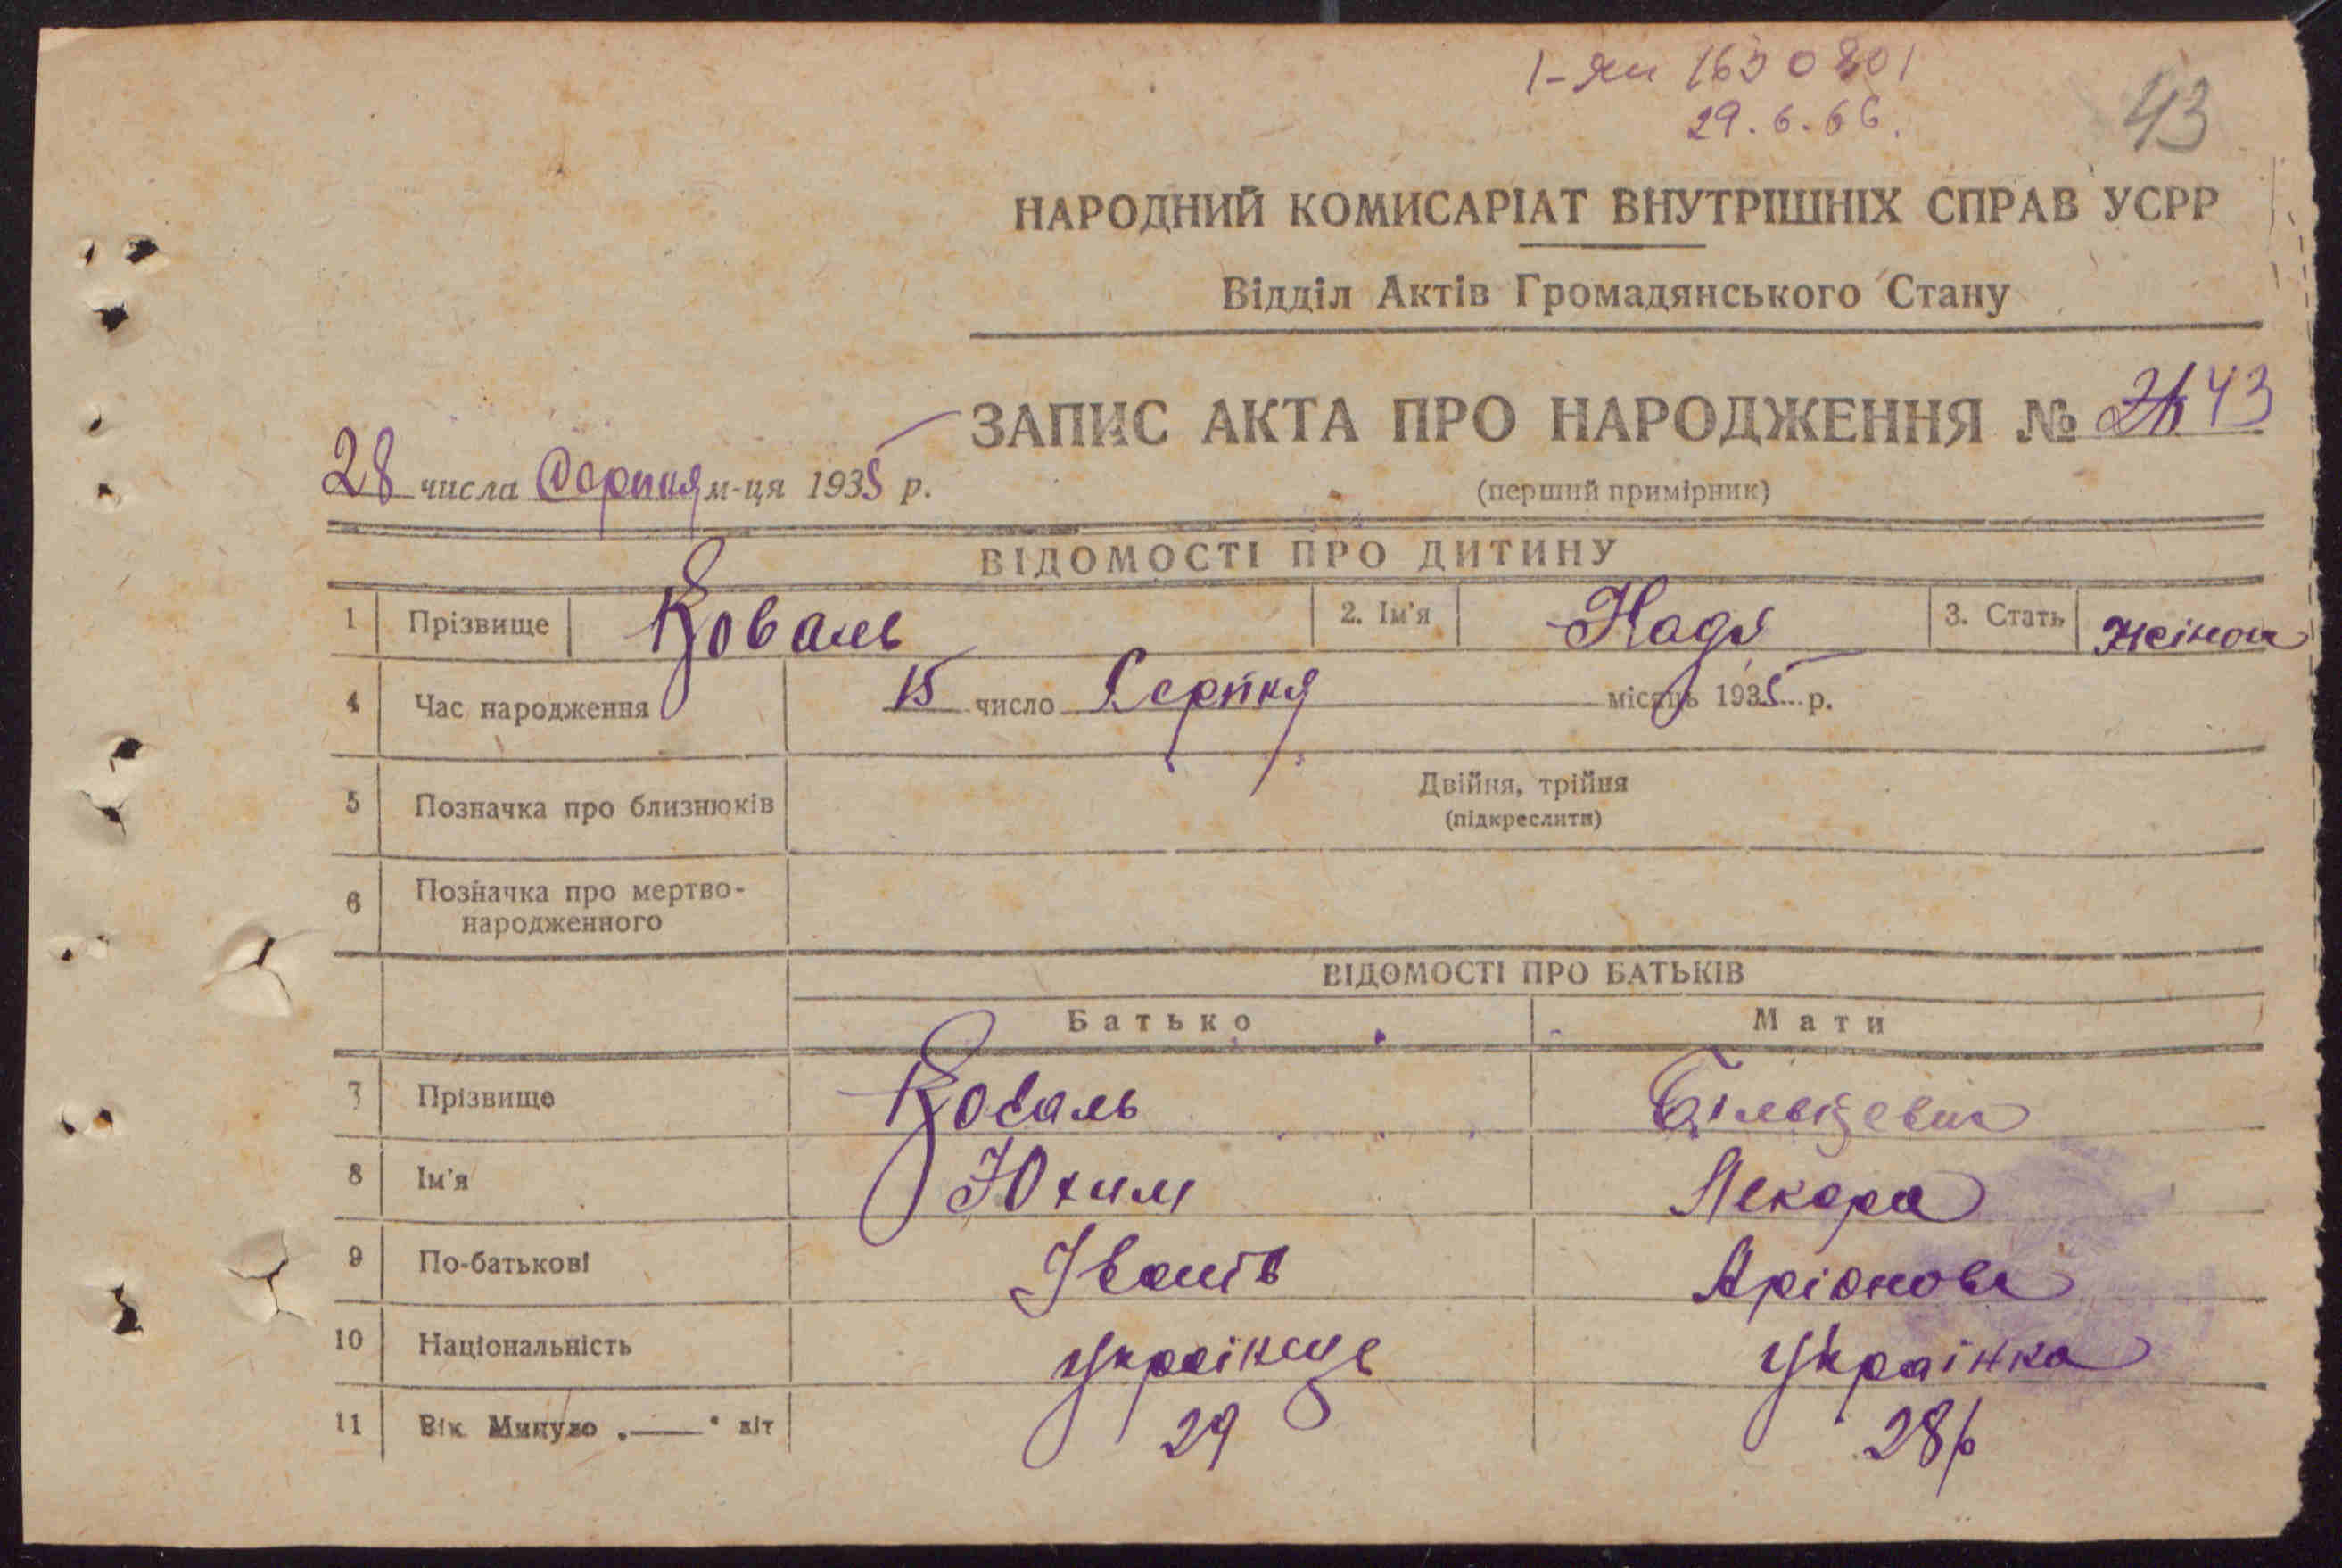 1-ЯИ 1630801
29.6.66.
43
НАРОДНИЙ КОМИСАРІАТ ВНУТРІШНІХ СПРАВ УСРР
Відділ Актів Громадянського Стану
ЗАПИС АКТА ПРО НАРОДЖЕННЯ № 43
28 числа Серпня м-ця 1935 р.
(перший примірник)
ВІДОМОСТІ ПРО ДИТИНУ
1 Прізвище Коваль 2. Ім'я Надя 3. Стать жіноча
4 Час народження 15 число Серпня місяць 1935 р.
5 Позначка про близнюків Двійня, трійня
(підкреслити)
6 Позначка про мертво-
народженного
ВІДОМОСТІ ПРО БАТЬКІВ
Батько Мати
7 Прізвище Коваль
8 Ім'я Юхим
9 По-батькові Іванів
10 Національність українець українка
11 Вік Минуло „—" літ 29 28